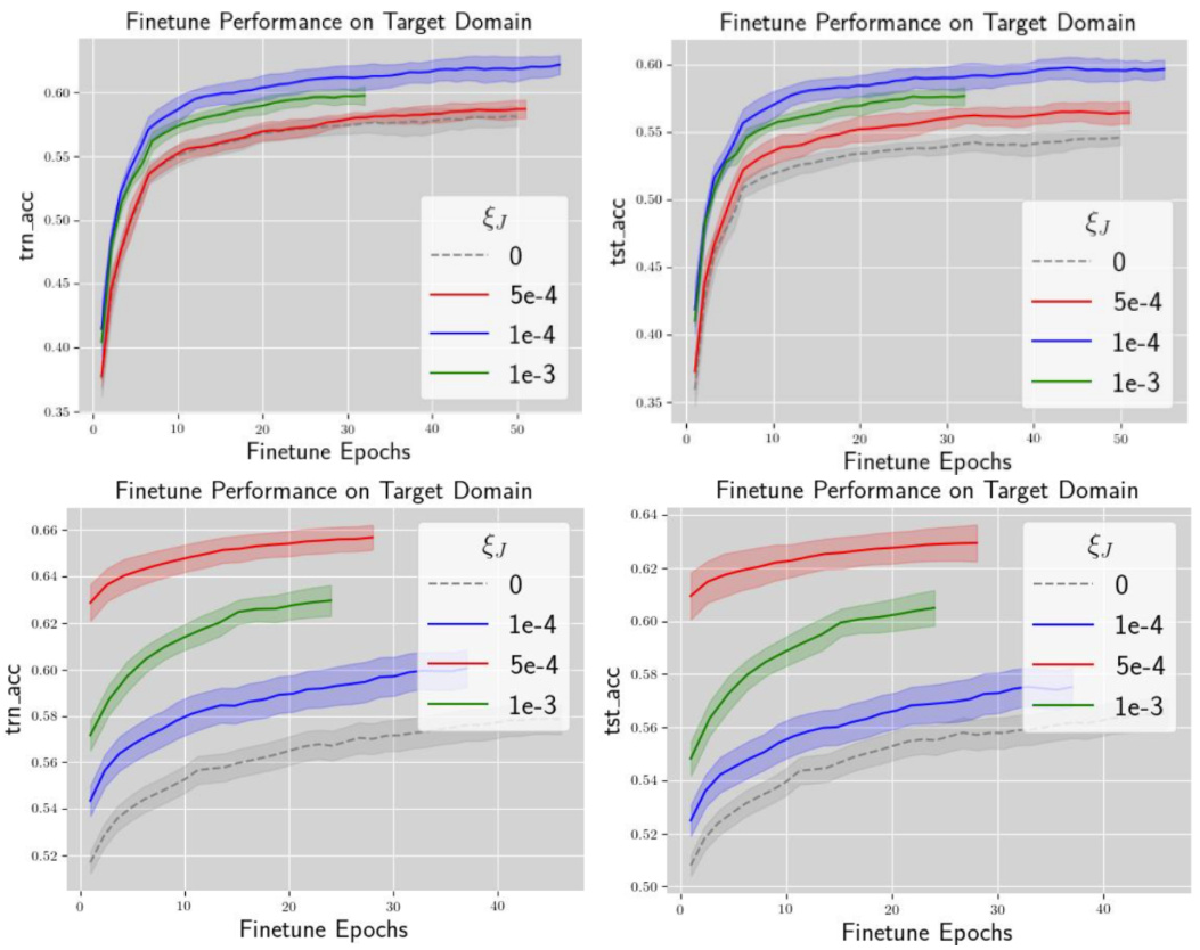 Finetune Performance on Target Domain
trn_acc
0.60
0.55
0.50
0.45
0.40
0.35
ξJ
0
5e-4
1e-4
1e-3
0 10 20 30 40 50
Finetune Epochs
Finetune Performance on Target Domain
tst_acc
0.60
0.55
0.50
0.45
0.40
0.35
ξJ
0
5e-4
1e-4
1e-3
0 10 20 30 40 50
Finetune Epochs
Finetune Performance on Target Domain
trn_acc
0.66
0.64
0.62
0.60
0.58
0.56
0.54
0.52
ξJ
0
1e-4
5e-4
1e-3
0 10 20 30 40
Finetune Epochs
Finetune Performance on Target Domain
tst_acc
0.64
0.62
0.60
0.58
0.56
0.54
0.52
0.50
ξJ
0
1e-4
5e-4
1e-3
0 10 20 30 40
Finetune Epochs